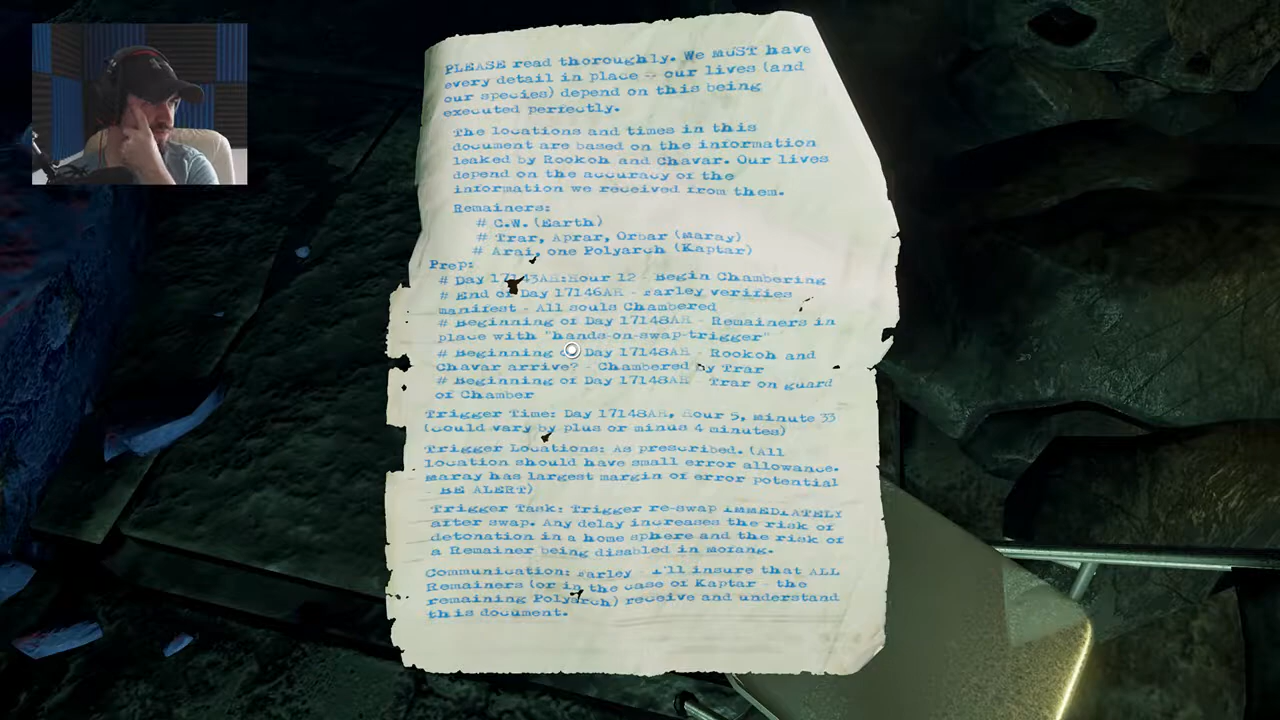 PLEASE read thoroughly. We MUST have
every detail in place -- our lives (and
our species) depend on this being
executed perfectly.
The locations and times in this
document are based on the information
leaked by Rookoh and Chavar. Our lives
depend on the accuracy of the
information we received from them.
Remainers:
# C.W. (Earth)
# Trar, Aprar, Orbar (Maray)
# Arai, one Polyarch (Kaptar)
Prep:
# Day 17143AH:Hour 12 - Begin Chambering
# End of Day 17146AH - Farley verifies
manifest - All souls Chambered
# Beginning of Day 17148AH - Remainers in
place with "hands-on-swap-trigger"
# Beginning of Day 17148AH - Rookoh and
Chavar arrive? - Chambered by Trar
# Beginning of Day 17148AH - Trar on guard
of Chamber
Trigger Time: Day 17148AH, Hour 5, minute 33
(could vary by plus or minus 4 minutes)
Trigger Locations: As prescribed. (All
location should have small error allowance.
Maray has largest margin of error potential
- BE ALERT)
Trigger Task: Trigger re-swap IMMEDIATELY
after swap. Any delay increases the risk of
detonation in a home sphere and the risk of
a Remainer being disabled in Mofang.
Communication: Farley - I'll insure that ALL
Remainers (or in the case of Kaptar - the
remaining Polyarch) receive and understand
this document.